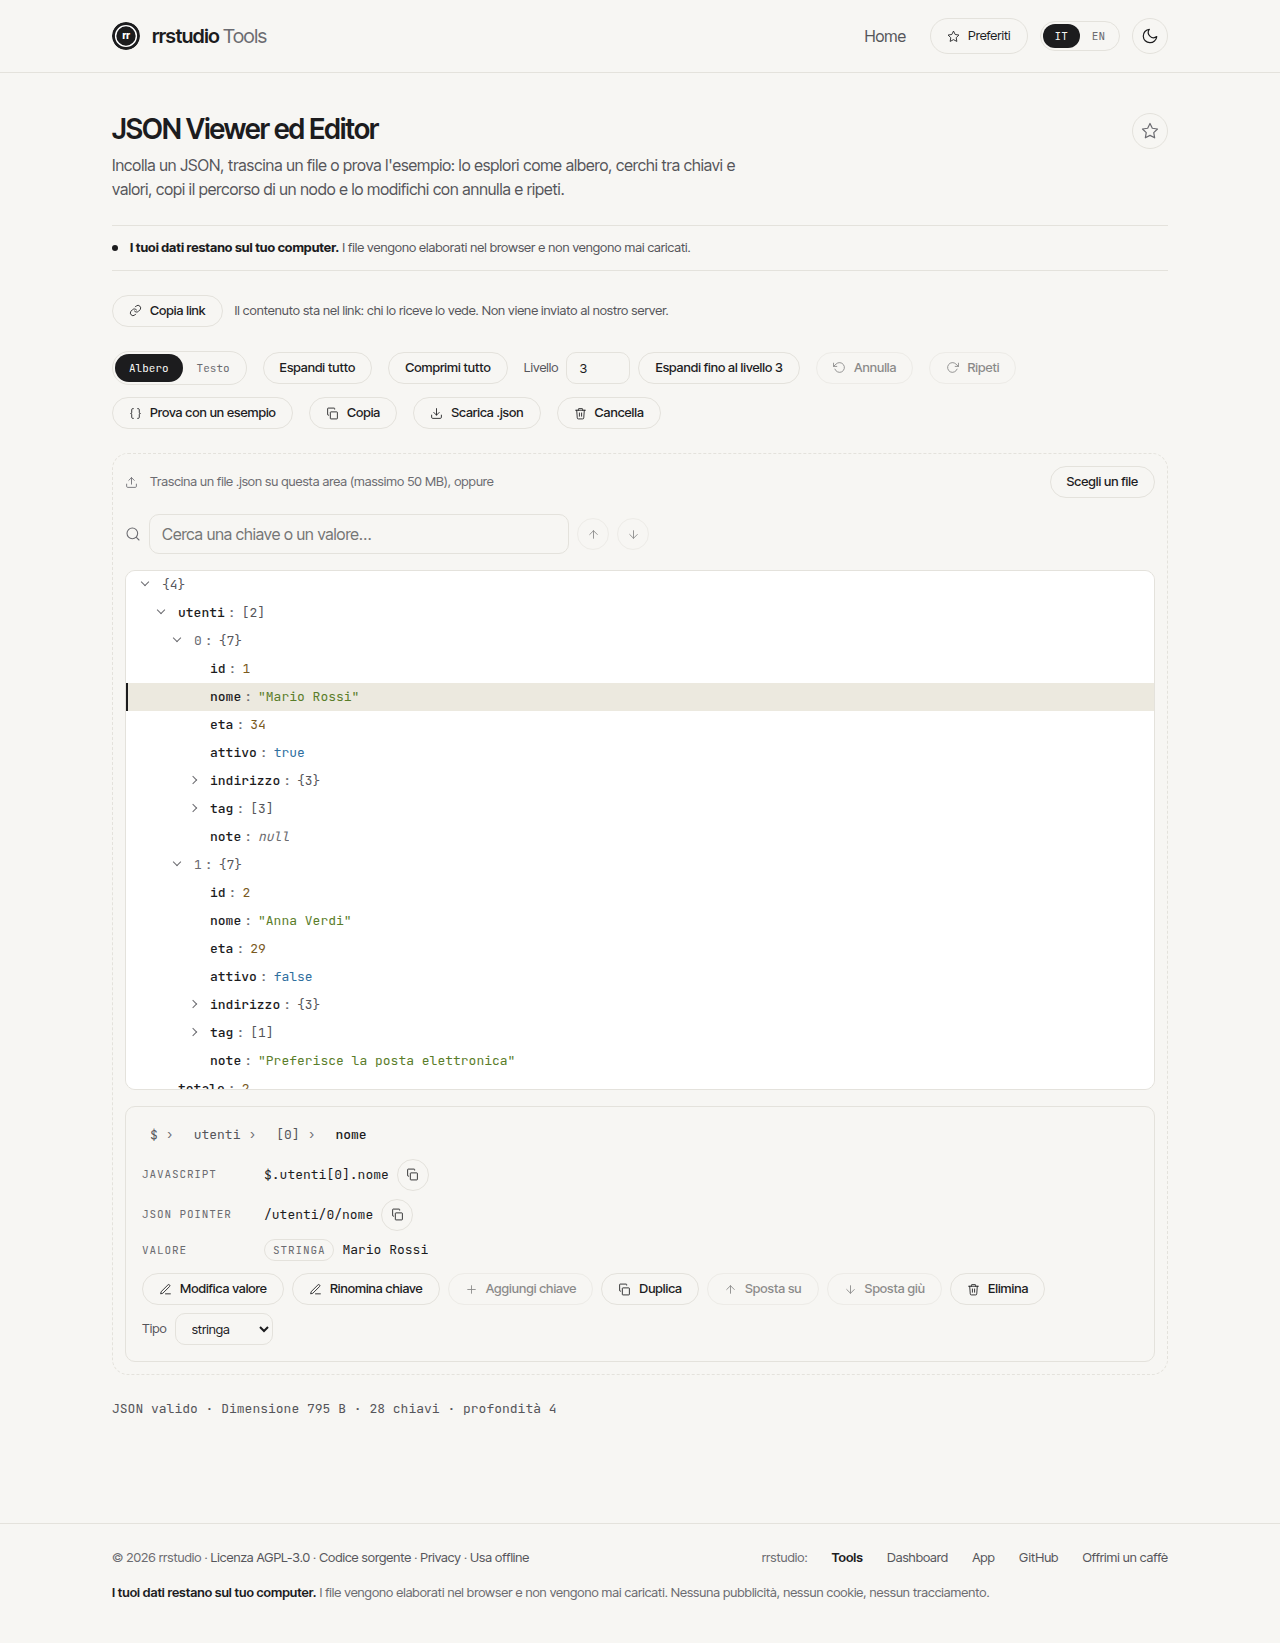 rr rrstudio Tools
Home
Preferiti
IT EN
JSON Viewer ed Editor
Incolla un JSON, trascina un file o prova l'esempio: lo esplori come albero, cerchi tra chiavi e
valori, copi il percorso di un nodo e lo modifichi con annulla e ripeti.
I tuoi dati restano sul tuo computer. I file vengono elaborati nel browser e non vengono mai caricati.
Copia link
Il contenuto sta nel link: chi lo riceve lo vede. Non viene inviato al nostro server.
Albero Testo Espandi tutto Comprimi tutto Livello 3 Espandi fino al livello 3 Annulla Ripeti
{} Prova con un esempio Copia Scarica .json Cancella
Trascina un file .json su questa area (massimo 50 MB), oppure
Scegli un file
Cerca una chiave o un valore...
{4}
utenti : [2]
0 : {7}
id : 1
nome : "Mario Rossi"
eta : 34
attivo : true
indirizzo : {3}
tag : [3]
note : null
1 : {7}
id : 2
nome : "Anna Verdi"
eta : 29
attivo : false
indirizzo : {3}
tag : [1]
note : "Preferisce la posta elettronica"
totale : 2
$ › utenti › [0] › nome
JAVASCRIPT $.utenti[0].nome
JSON POINTER /utenti/0/nome
VALORE STRINGA Mario Rossi
Modifica valore Rinomina chiave Aggiungi chiave Duplica Sposta su Sposta giù Elimina
Tipo stringa
JSON valido · Dimensione 795 B · 28 chiavi · profondità 4
© 2026 rrstudio · Licenza AGPL-3.0 · Codice sorgente · Privacy · Usa offline
rrstudio: Tools Dashboard App GitHub Offrimi un caffè
I tuoi dati restano sul tuo computer. I file vengono elaborati nel browser e non vengono mai caricati. Nessuna pubblicità, nessun cookie, nessun tracciamento.